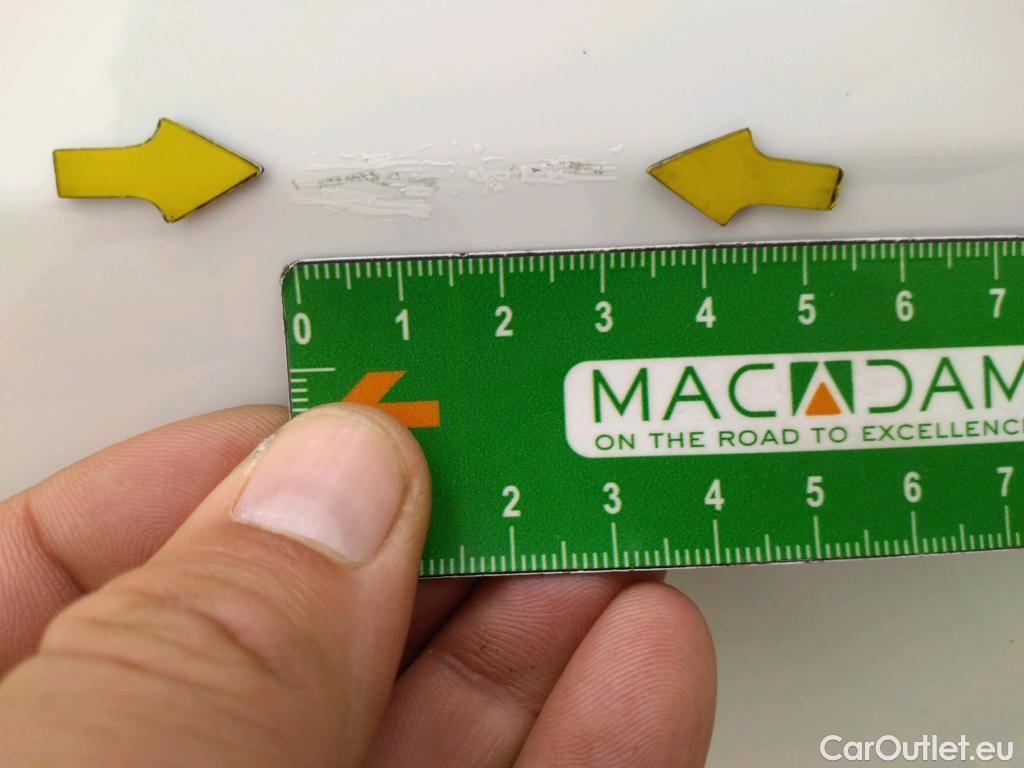 0 1 2 3 4 5 6 7
MACADAM
ON THE ROAD TO EXCELLENC
2 3 4 5 6 7
CarOutlet.eu